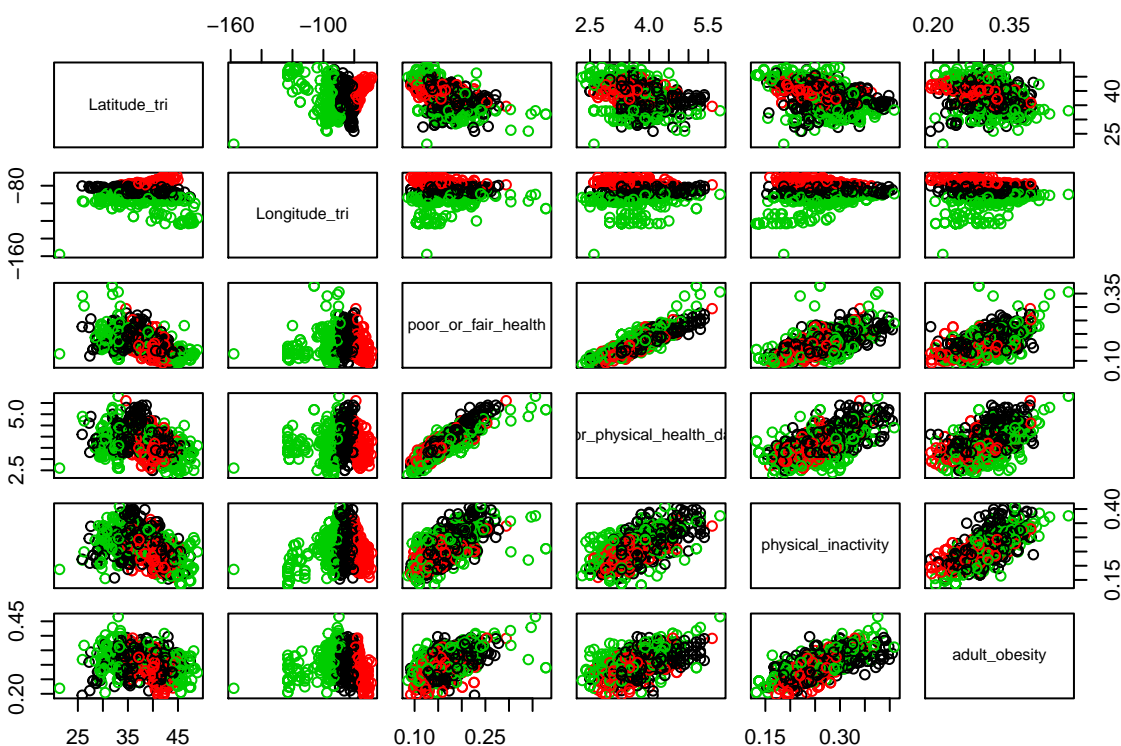 −160 −100 2.5 4.0 5.5 0.20 0.35
Latitude_tri
25 40
−160 −80
Longitude_tri
poor_or_fair_health
0.10 0.35
2.5 5.0
or_physical_health_da
physical_inactivity
0.15 0.40
0.20 0.45
adult_obesity
25 35 45 0.10 0.25 0.15 0.30